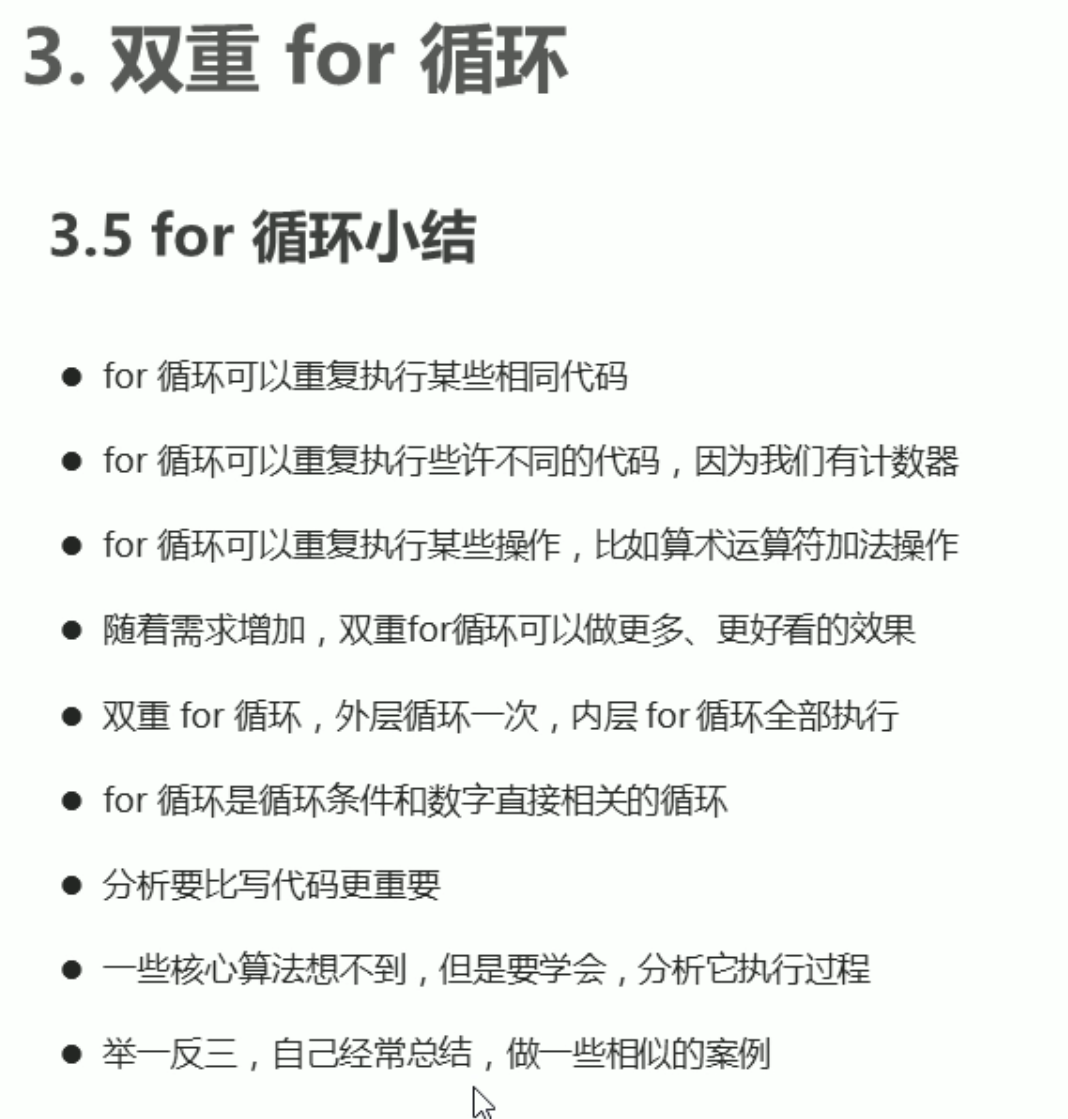 3. 双重 for 循环
3.5 for 循环小结
● for 循环可以重复执行某些相同代码
● for 循环可以重复执行些许不同的代码，因为我们有计数器
● for 循环可以重复执行某些操作，比如算术运算符加法操作
● 随着需求增加，双重for循环可以做更多、更好看的效果
● 双重 for 循环，外层循环一次，内层 for 循环全部执行
● for 循环是循环条件和数字直接相关的循环
● 分析要比写代码更重要
● 一些核心算法想不到，但是要学会，分析它执行过程
● 举一反三，自己经常总结，做一些相似的案例